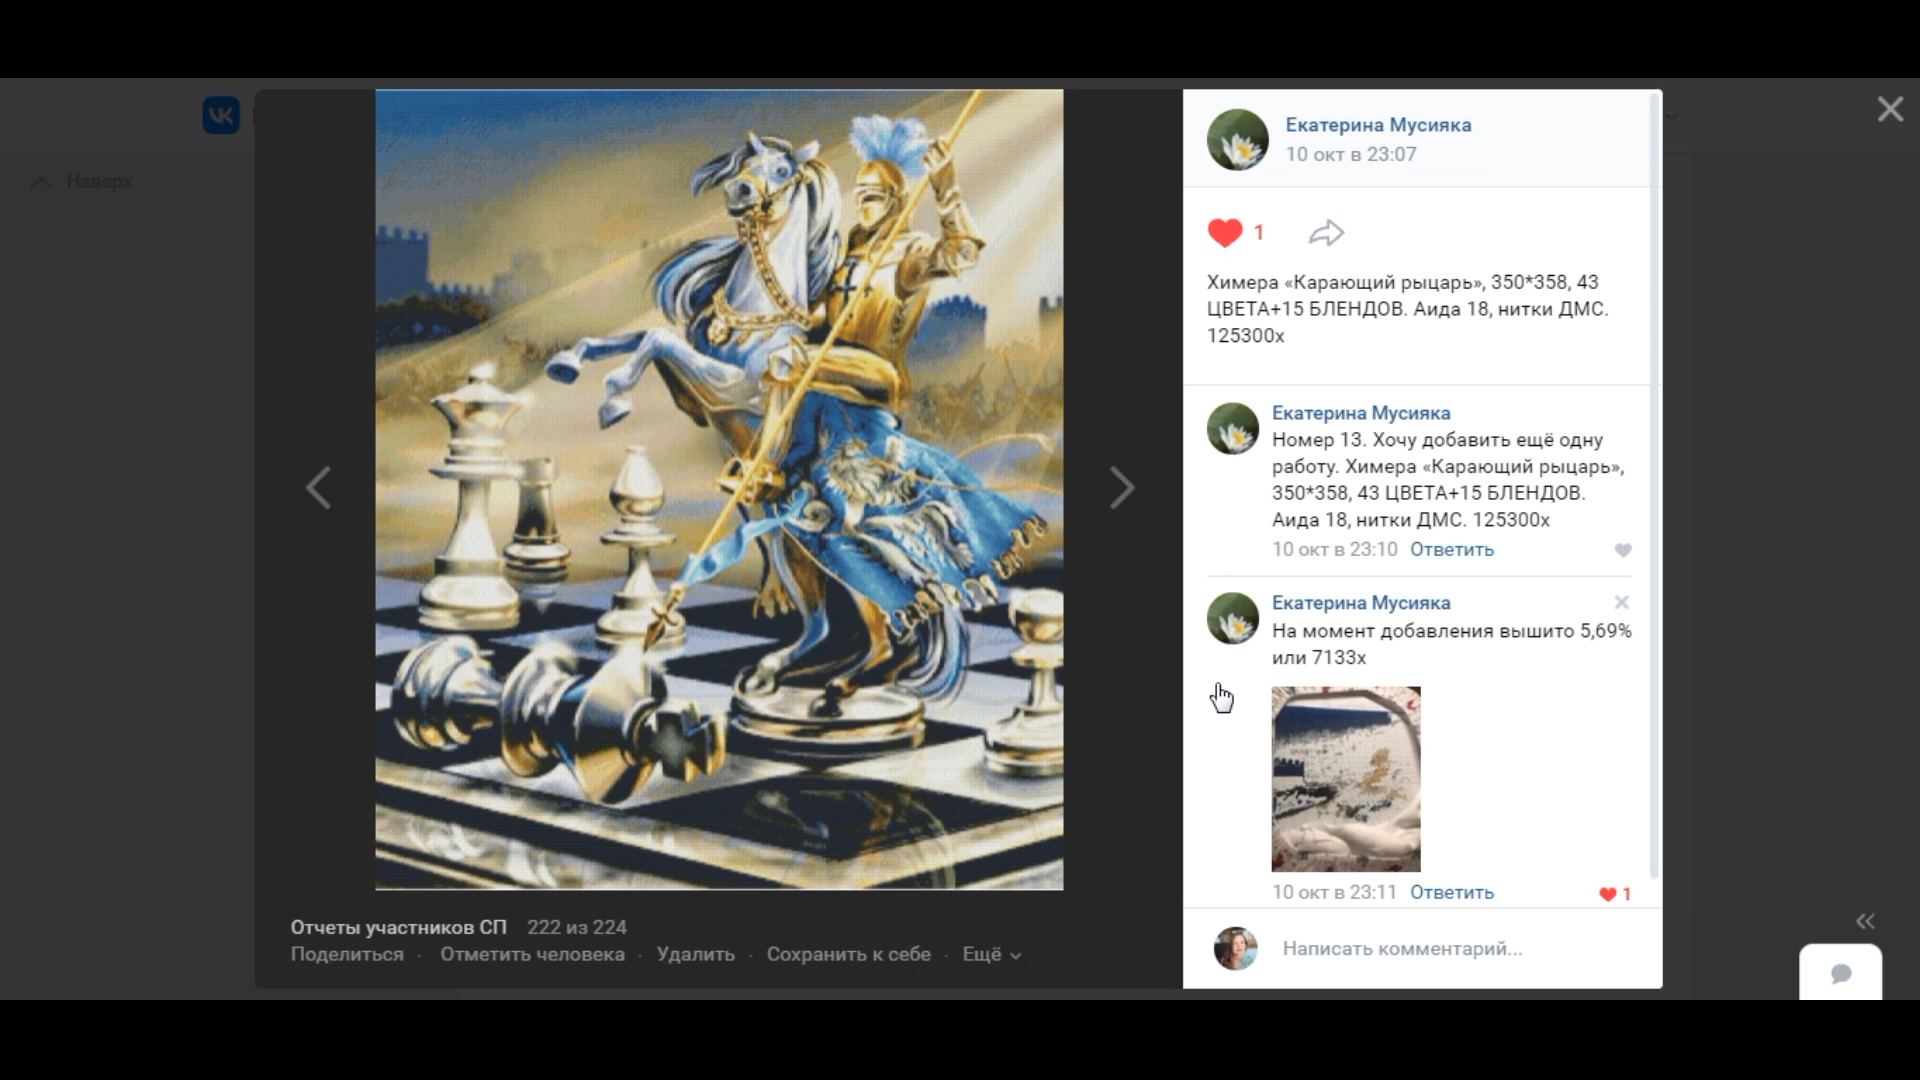 Наверх
Екатерина Мусияка
10 окт в 23:07
1
Химера «Карающий рыцарь», 350*358, 43
ЦВЕТА+15 БЛЕНДОВ. Аида 18, нитки ДМС.
125300х
Екатерина Мусияка
Номер 13. Хочу добавить ещё одну
работу. Химера «Карающий рыцарь»,
350*358, 43 ЦВЕТА+15 БЛЕНДОВ.
Аида 18, нитки ДМС. 125300х
10 окт в 23:10 Ответить
Екатерина Мусияка
На момент добавления вышито 5,69%
или 7133х
10 окт в 23:11 Ответить 1
Написать комментарий...
Отчеты участников СП 222 из 224
Поделиться · Отметить человека · Удалить · Сохранить к себе · Ещё